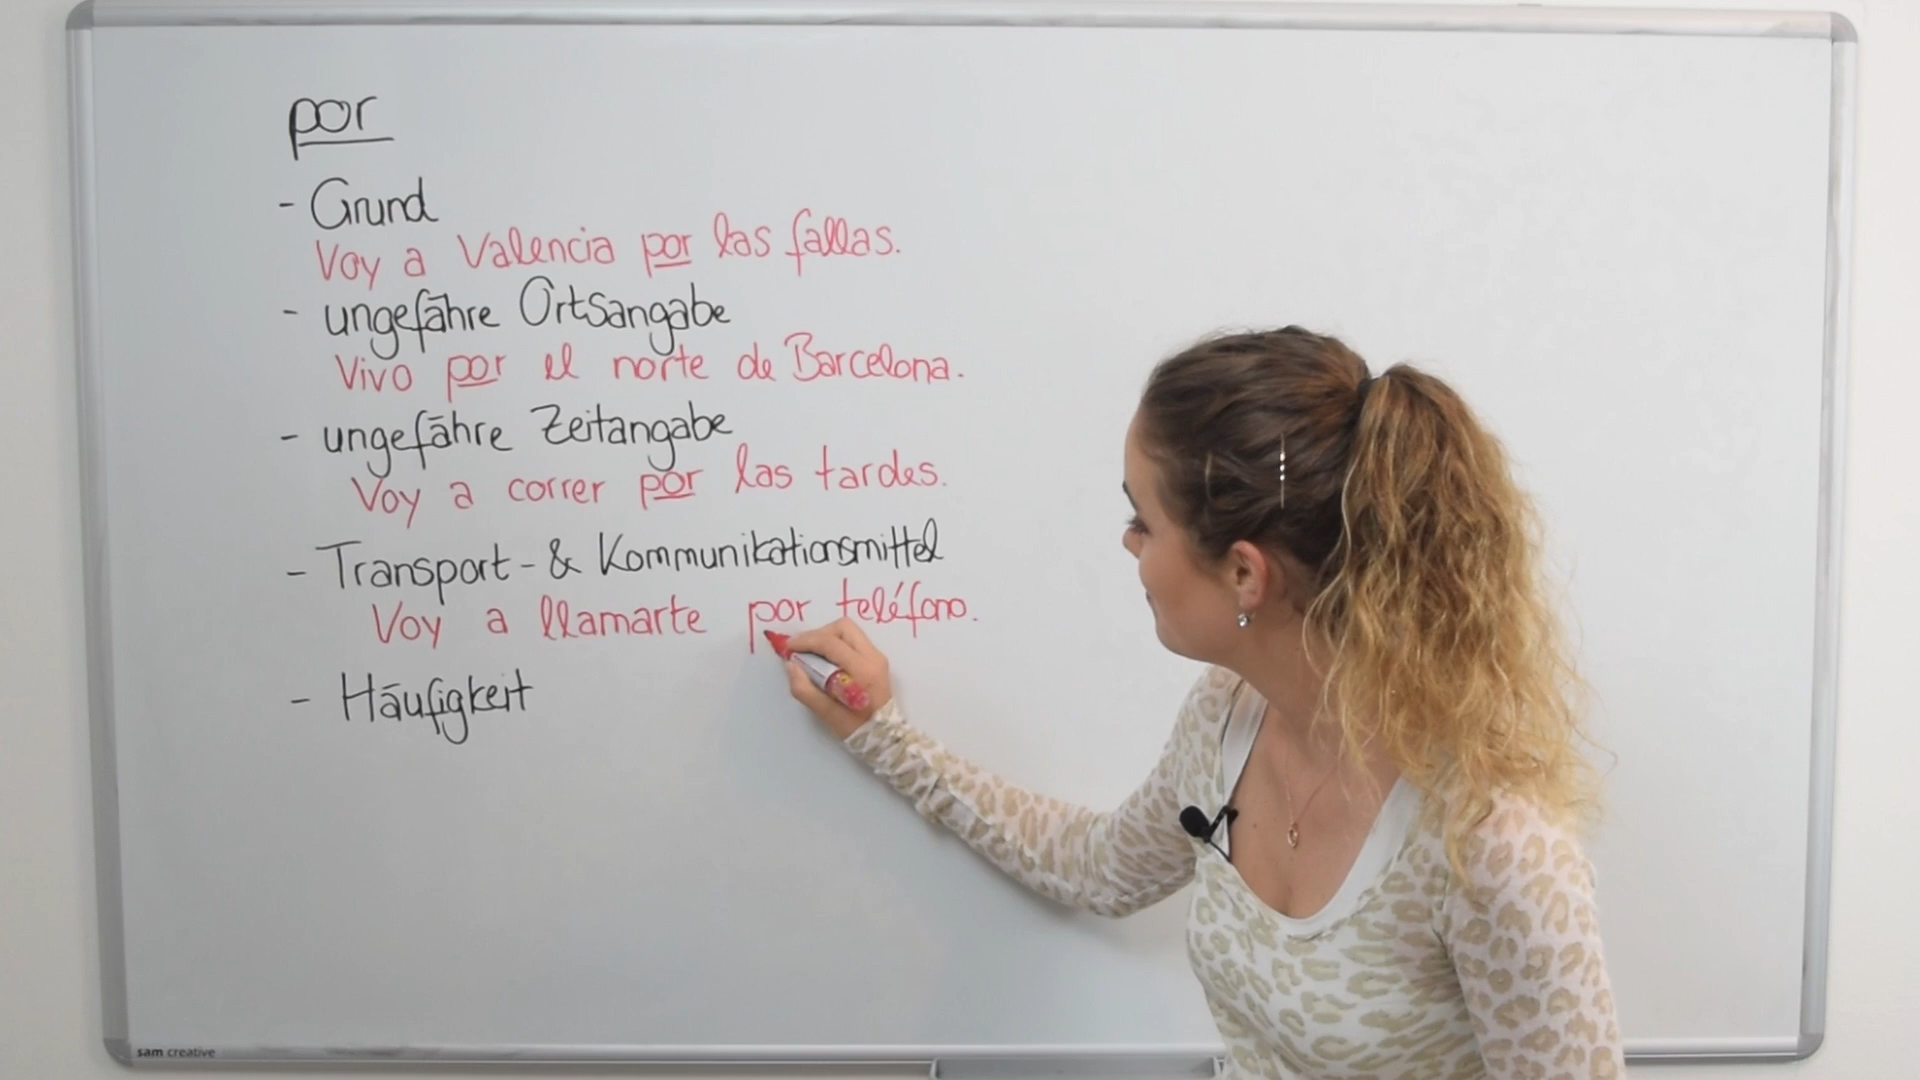 por
- Grund
Voy a Valencia por las fallas.
- ungefähre Ortsangabe
Vivo por el norte de Barcelona.
- ungefähre Zeitangabe
Voy a correr por las tardes.
- Transport- & Kommunikationsmittel
Voy a llamarte por teléfono.
- Häufigkeit
sam creative